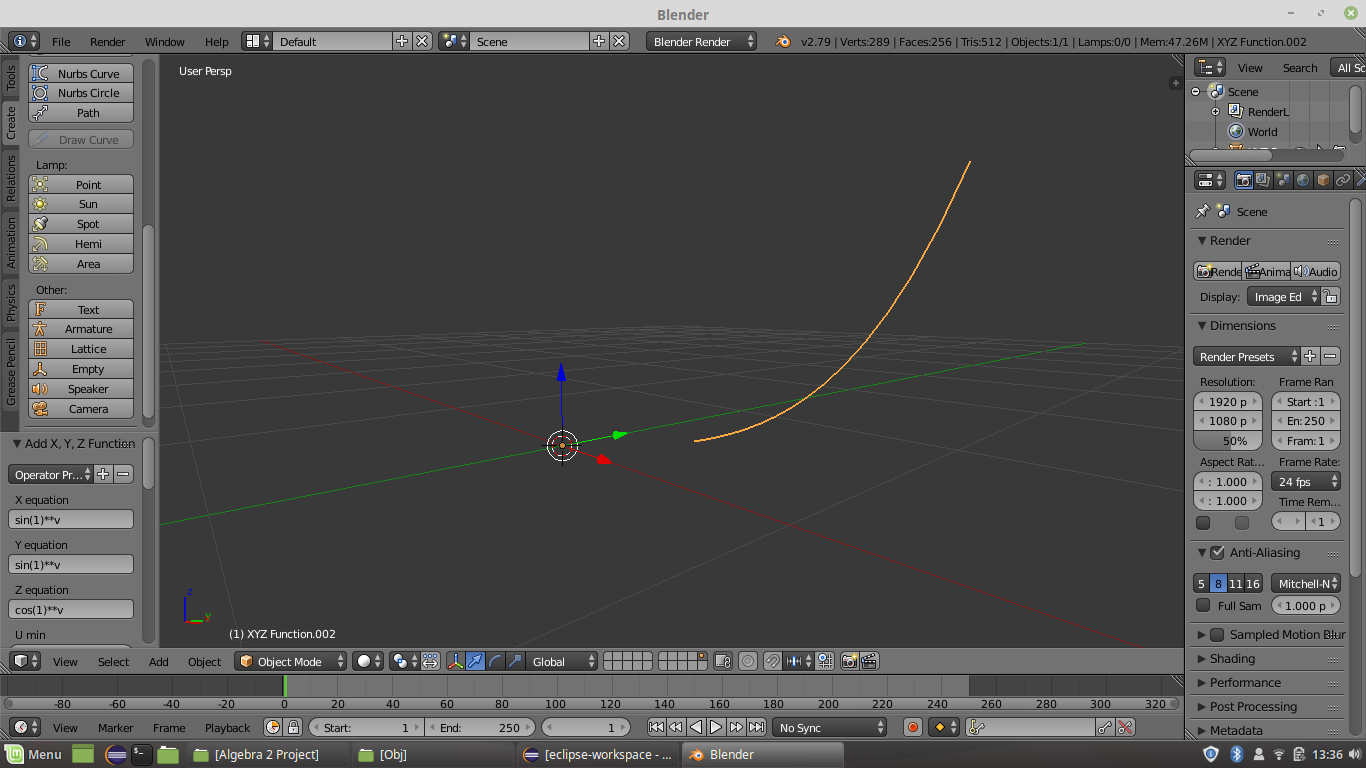 Blender
File Render Window Help Default Scene Blender Render v2.79 | Verts:289 | Faces:256 | Tris:512 | Objects:1/1 | Lamps:0/0 | Mem:47.26M | XYZ Function.002
Tools
Create
Relations
Animation
Physics
Grease Pencil
Nurbs Curve
Nurbs Circle
Path
Draw Curve
Lamp:
Point
Sun
Spot
Hemi
Area
Other:
Text
Armature
Lattice
Empty
Speaker
Camera
Add X, Y, Z Function
Operator Pr...
X equation
sin(1)**v
Y equation
sin(1)**v
Z equation
cos(1)**v
U min
User Persp
z
y
(1) XYZ Function.002
View Search All Sc
Scene
RenderL
World
Scene
Render
Rende Anima Audio
Display: Image Ed
Dimensions
Render Presets
Resolution: Frame Ran
1920 p Start :1
1080 p En: 250
50% Fram: 1
Aspect Rat... Frame Rate:
: 1.000 24 fps
: 1.000 Time Rem...
1
Anti-Aliasing
5 8 11 16 Mitchell-N
Full Sam 1.000 p
Sampled Motion Blur
Shading
Performance
Post Processing
Metadata
View Select Add Object Object Mode Global
-80 -60 -40 -20 0 20 40 60 80 100 120 140 160 180 200 220 240 260 280 300 320
View Marker Frame Playback Start: 1 End: 250 1 No Sync
Menu [Algebra 2 Project] [Obj] [eclipse-workspace - ... Blender 13:36